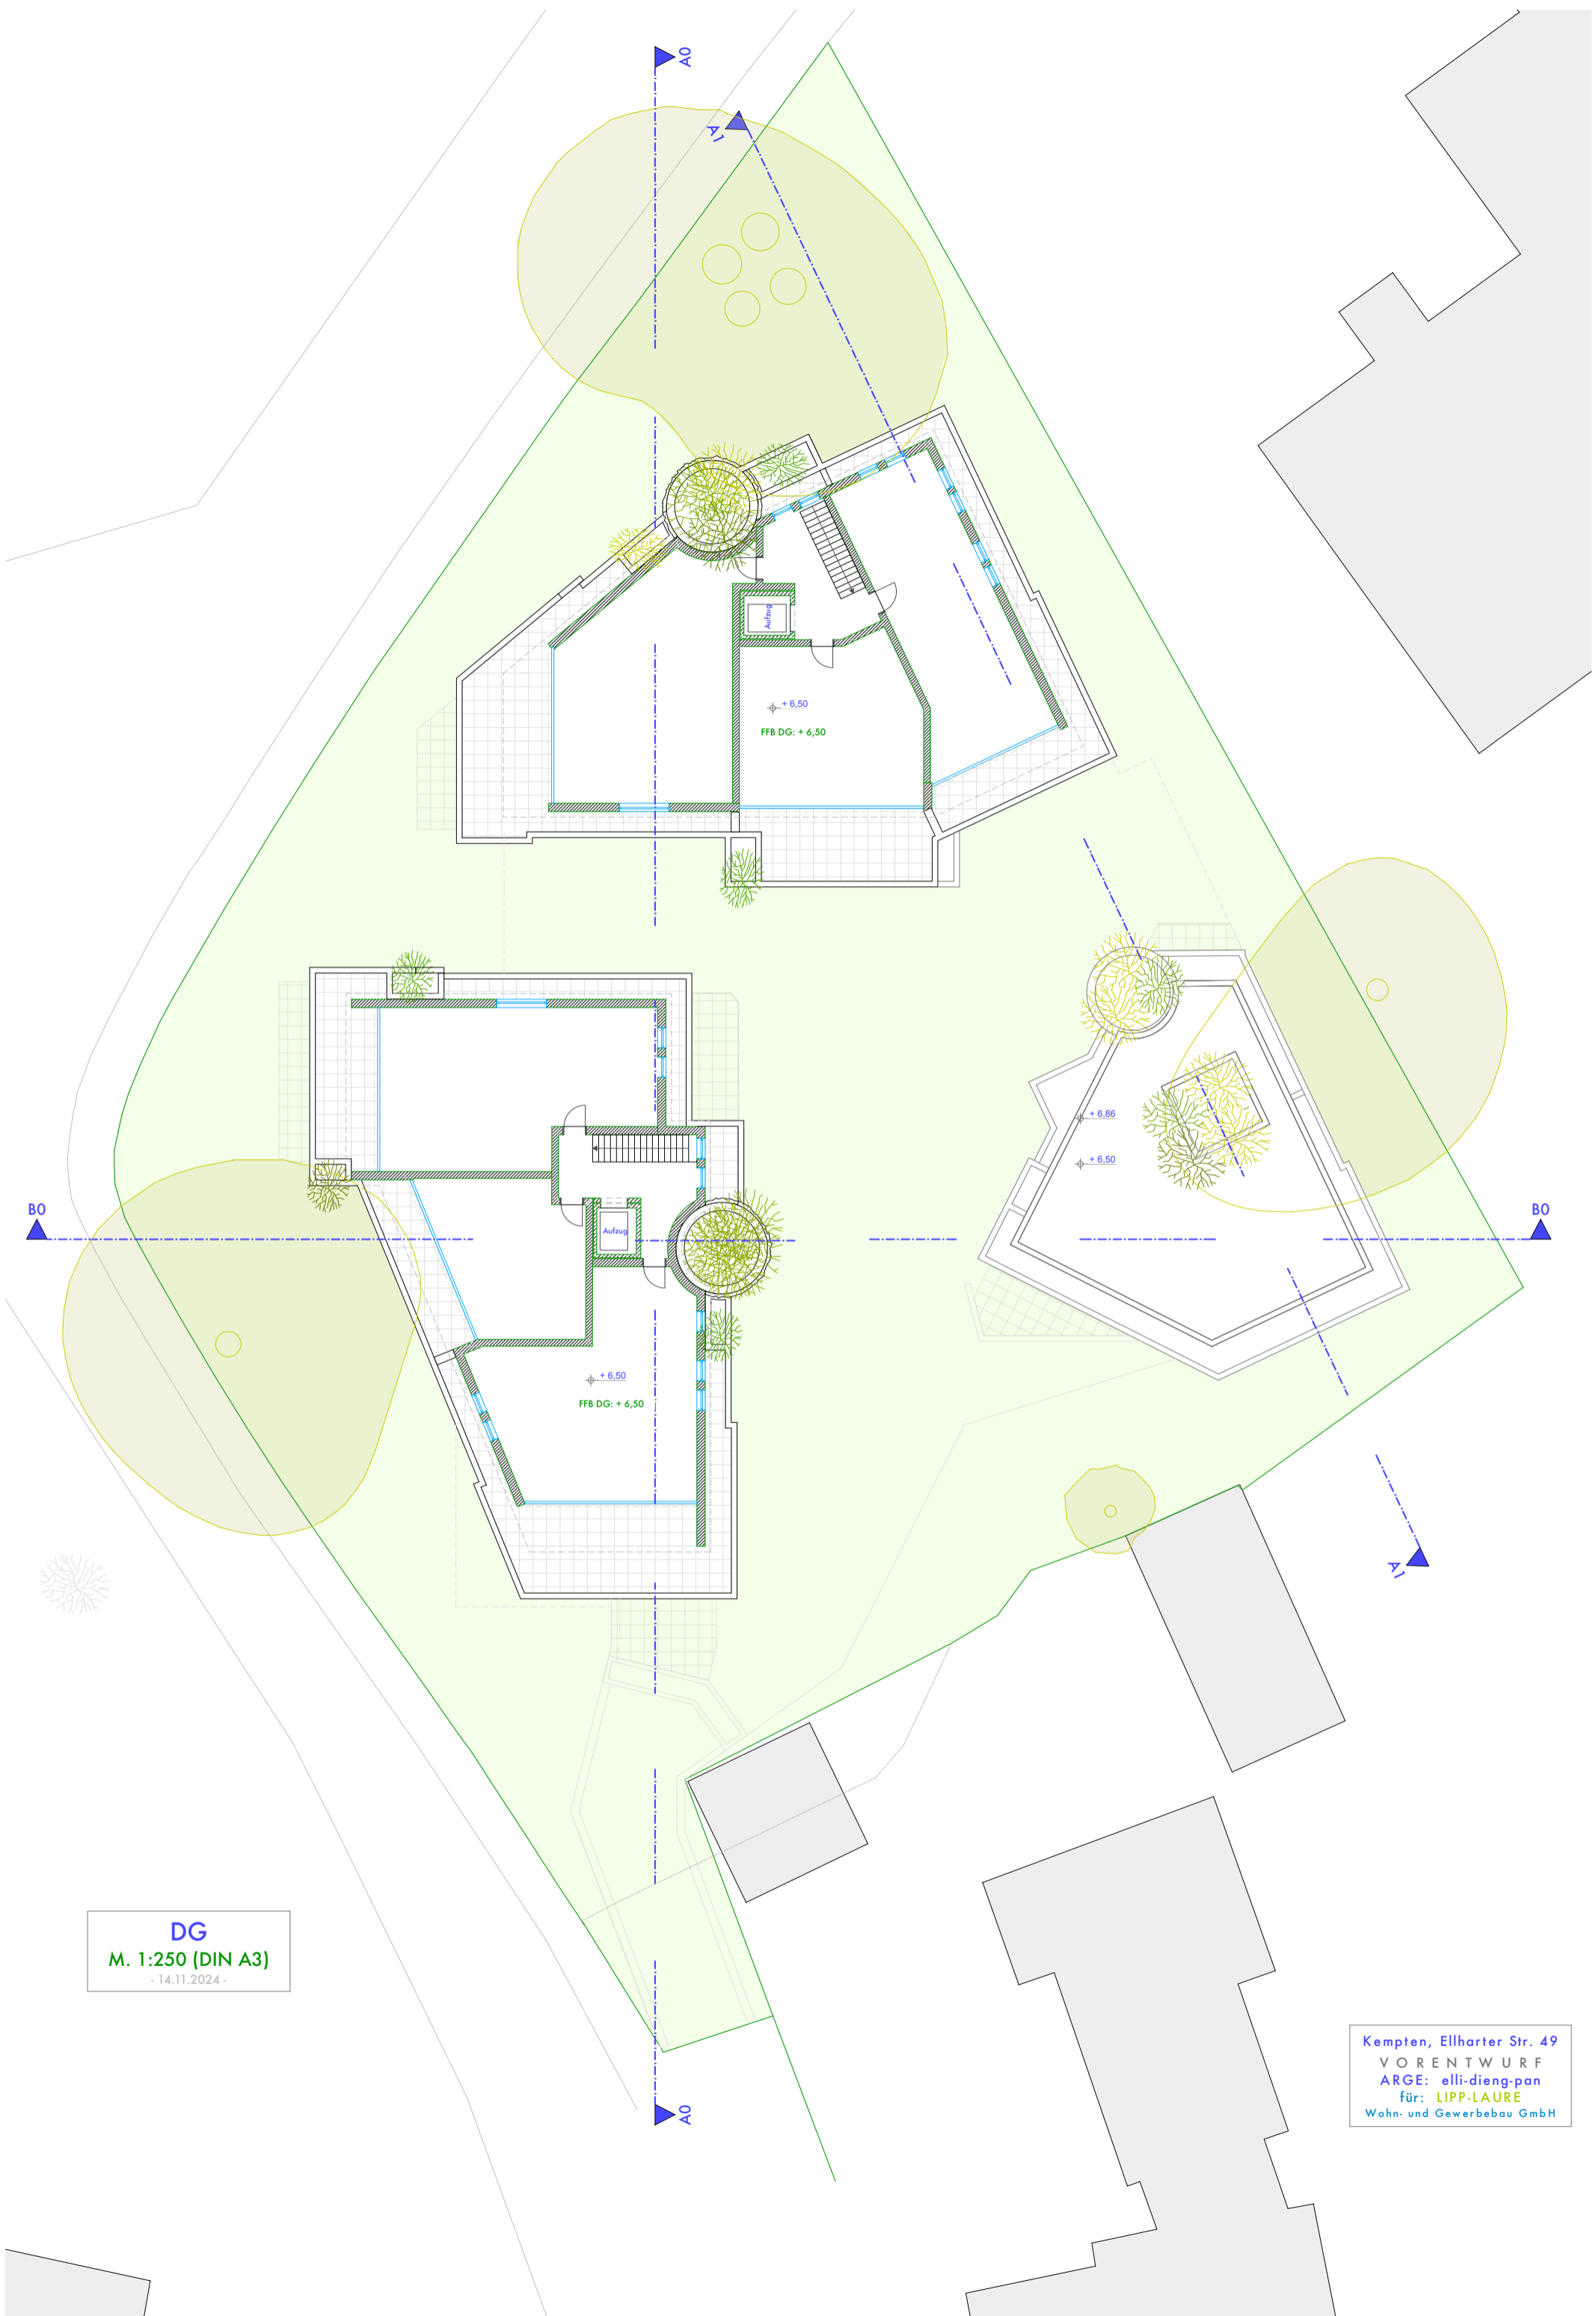 A0
A1
Aufzug
+ 6,50
FFB DG: + 6,50
+ 6,86
+ 6,50
B0
B0
Aufzug
+ 6,50
FFB DG: + 6,50
A1
DG
M. 1:250 (DIN A3)
- 14.11.2024 -
A0
Kempten, Ellharter Str. 49
VORENTWURF
ARGE: elli-dieng-pan
für: LIPP-LAURE
Wohn- und Gewerbebau GmbH